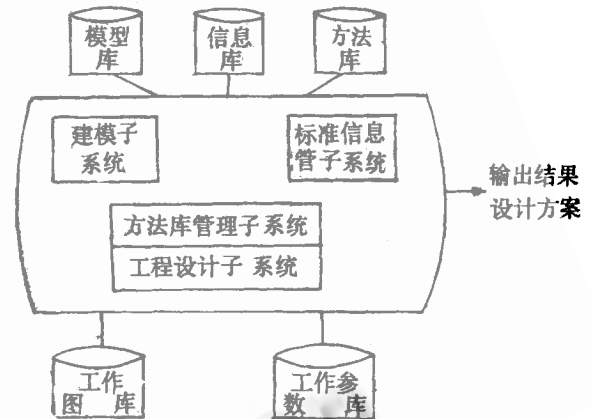 模型
库
信息
库
方法
库
建模子
系统
标准信息
管子系统
输出结果
设计方案
方法库管理子系统
工程设计子 系统
工作
图 库
工作参
数 库